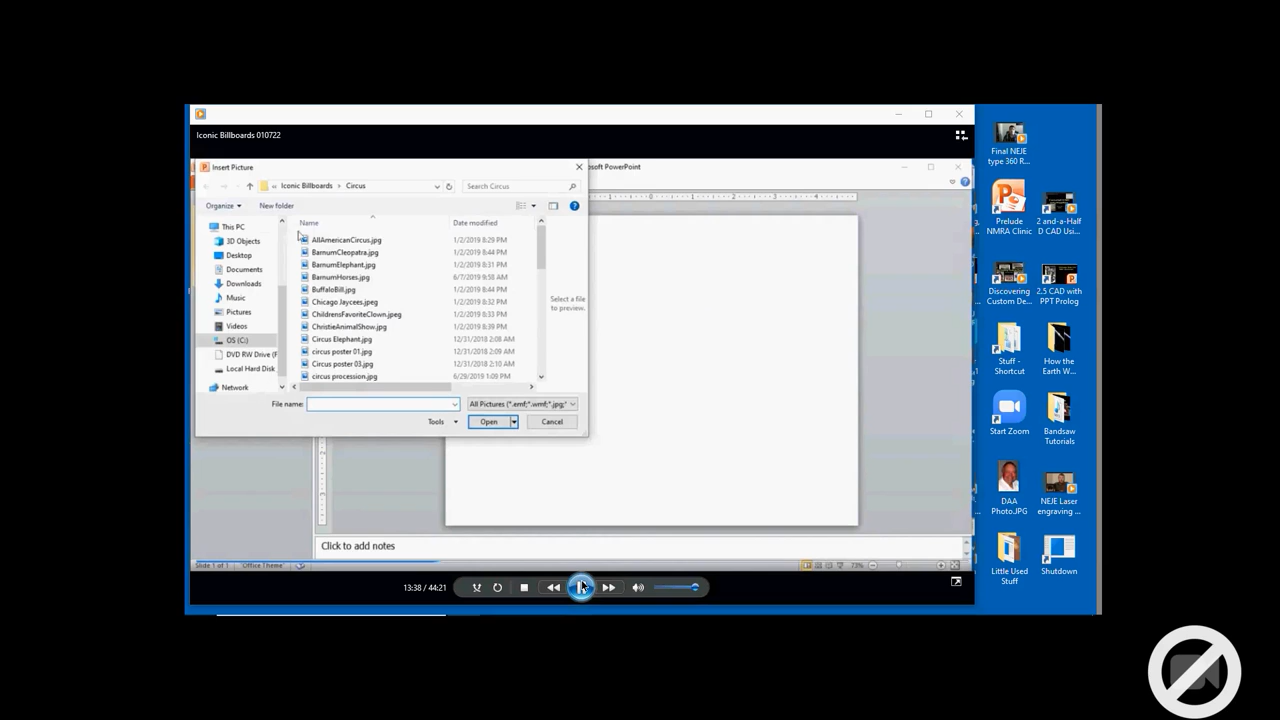 Iconic Billboards 010722
Insert Picture
osoft PowerPoint
Iconic Billboards
Circus
Search Circus
Organize
New folder
This PC
3D Objects
Desktop
Documents
Downloads
Music
Pictures
Videos
OS (C:)
DVD RW Drive (F
Local Hard Disk
Network
Name
Date modified
AllAmericanCircus.jpg 1/2/2019 8:29 PM
BarnumCleopatra.jpg 1/2/2019 8:44 PM
BarnumElephant.jpg 1/2/2019 8:31 PM
BarnumHorses.jpg 6/7/2019 9:58 AM
BuffaloBill.jpg 1/2/2019 8:44 PM
Chicago Jaycees.jpeg 1/2/2019 8:32 PM
ChildrensFavoriteClown.jpeg 1/2/2019 8:33 PM
ChristieAnimalShow.jpg 1/2/2019 8:39 PM
Circus Elephant.jpg 12/31/2018 2:08 AM
circus poster 01.jpg 12/31/2018 2:09 AM
Circus poster 03.jpg 12/31/2018 2:10 AM
circus procession.jpg 6/29/2019 1:09 PM
Select a file
to preview.
File name:
All Pictures (*.emf;*.wmf;*.jpg;*
Tools
Open
Cancel
Click to add notes
Slide 1 of 1
"Office Theme"
73%
13:38 / 44:21
Final NEJE
type 360 R...
Prelude
NMRA Clinic
2 and-a-Half
D CAD Usi...
Discovering
Custom De...
2.5 CAD with
PPT Prolog
Stuff -
Shortcut
How the
Earth W...
Start Zoom
Bandsaw
Tutorials
DAA
Photo.JPG
NEJE Laser
engraving ...
Little Used
Stuff
Shutdown